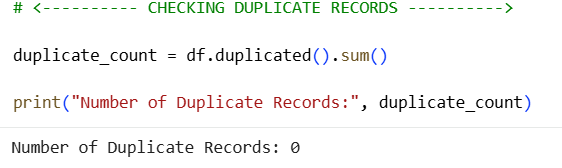 # <---------- CHECKING DUPLICATE RECORDS ---------->
duplicate_count = df.duplicated().sum()
print("Number of Duplicate Records:", duplicate_count)
Number of Duplicate Records: 0